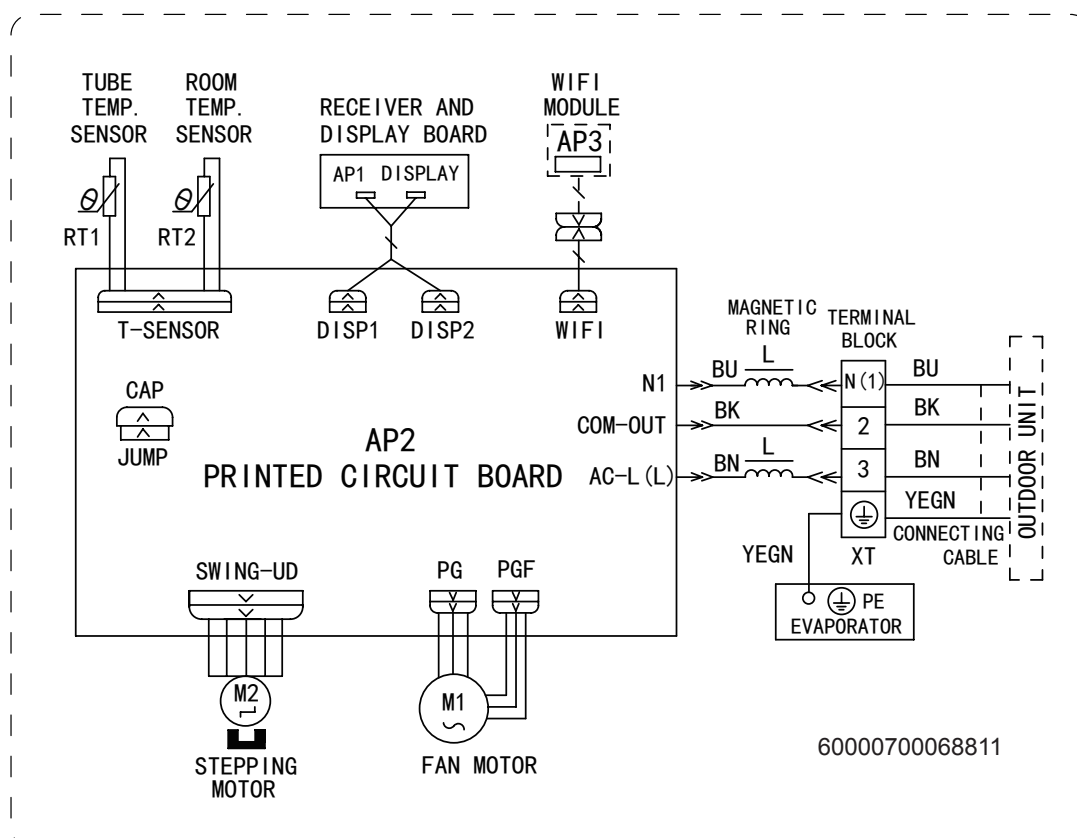 TUBE
TEMP.
SENSOR
ROOM
TEMP.
SENSOR
RECEIVER AND
DISPLAY BOARD
WIFI
MODULE
AP3
AP1 DISPLAY
θ
RT1
θ
RT2
T-SENSOR
DISP1
DISP2
WIFI
MAGNETIC
RING
TERMINAL
BLOCK
CAP
JUMP
AP2
PRINTED CIRCUIT BOARD
N1
BU
L
N(1)
BU
COM-OUT
BK
2
BK
AC-L(L)
BN
L
3
BN
YEGN
CONNECTING
CABLE
OUTDOOR UNIT
XT
YEGN
PE
EVAPORATOR
SWING-UD
PG
PGF
M2
STEPPING
MOTOR
M1
FAN MOTOR
60000700068811